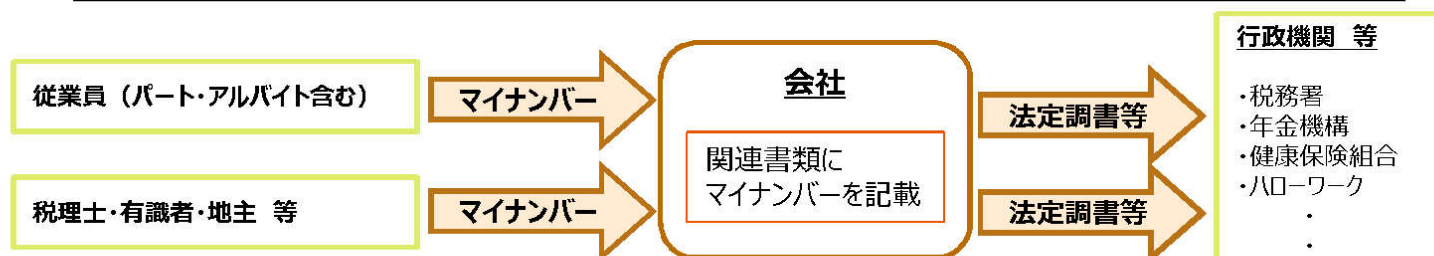 従業員（パート・アルバイト含む）
マイナンバー
税理士・有識者・地主 等
マイナンバー
会社
関連書類に
マイナンバーを記載
法定調書等
法定調書等
行政機関 等
・税務署
・年金機構
・健康保険組合
・ハローワーク
・
・